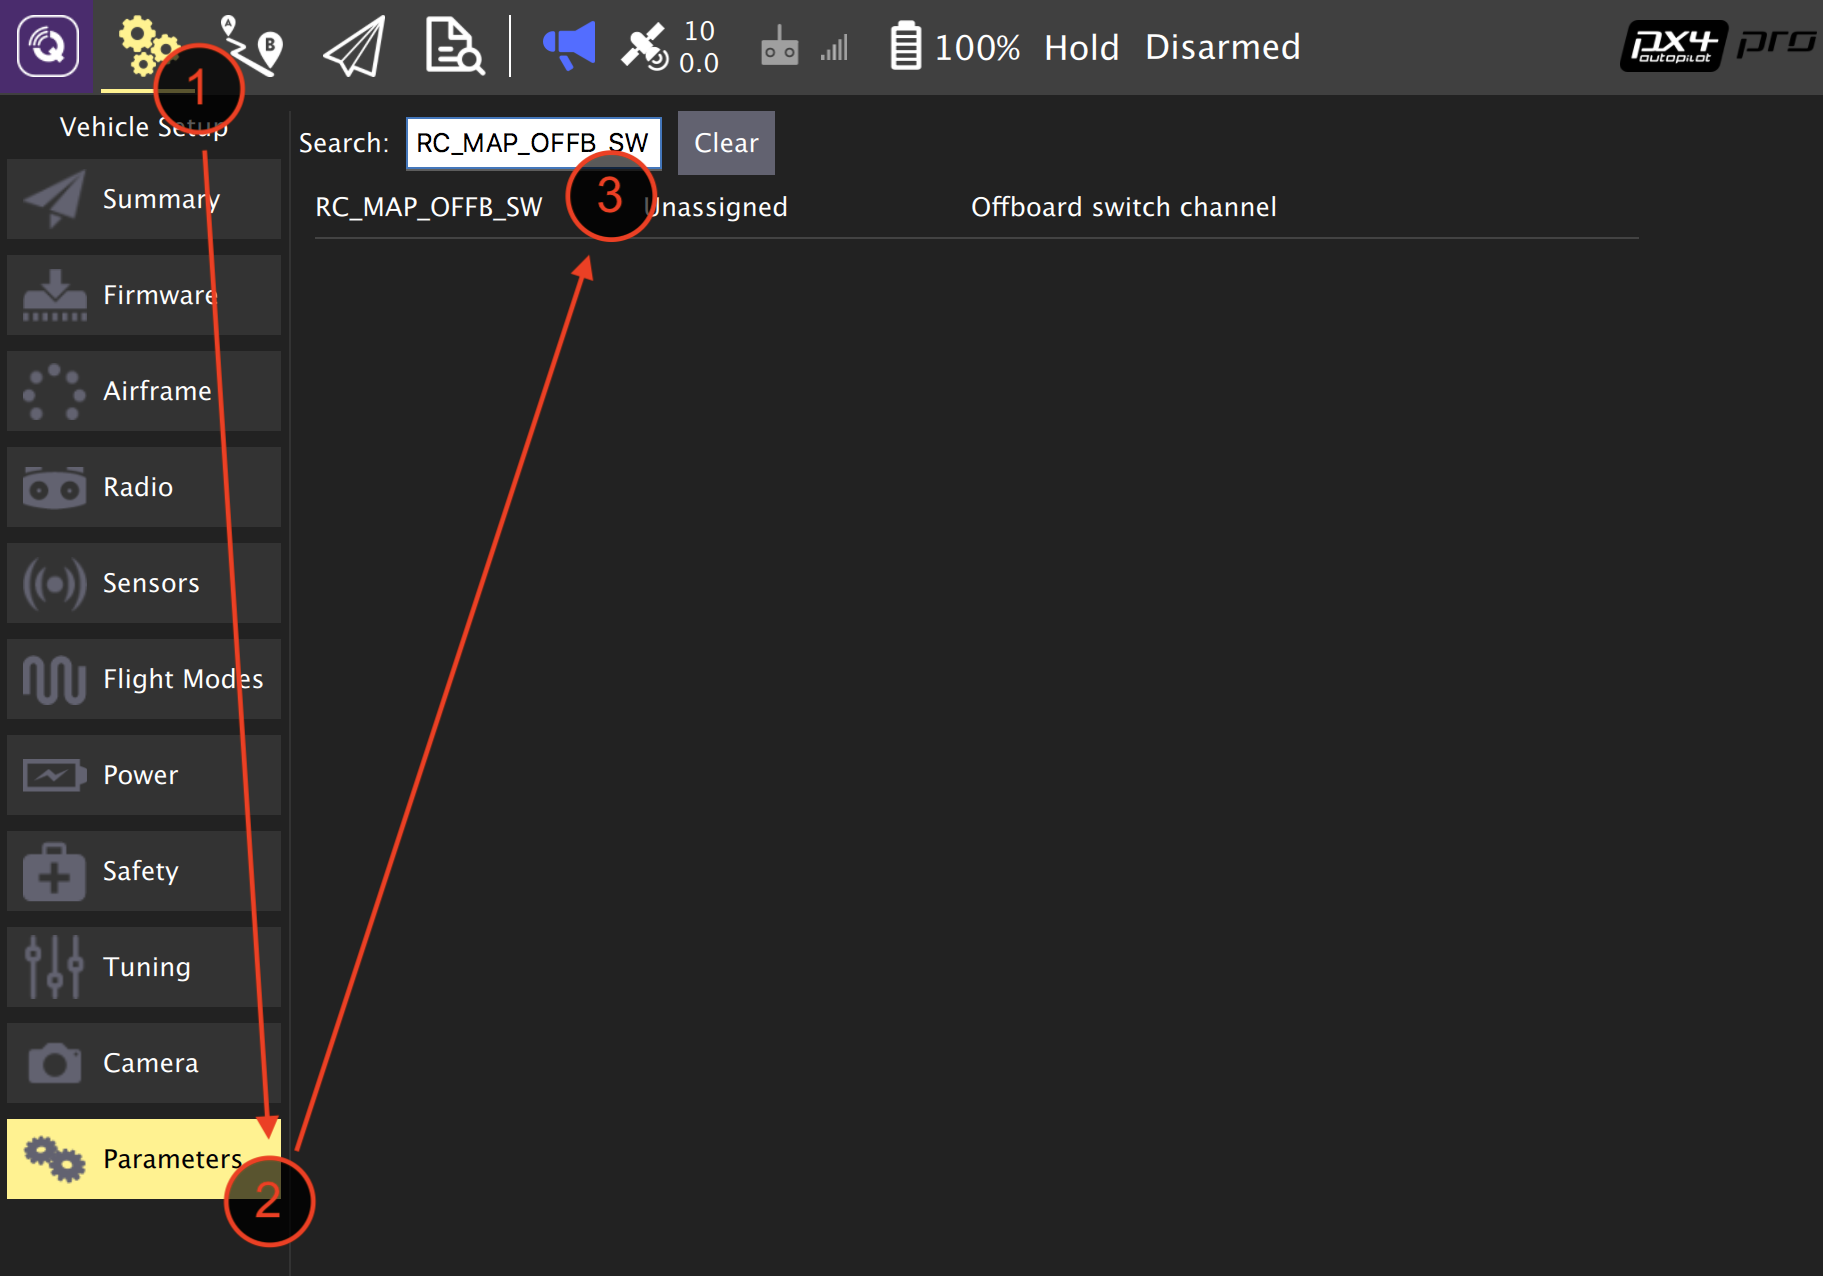 10
0.0
100% Hold Disarmed
px4 autopilot pro
A
B
1
Vehicle Setup
Search: RC_MAP_OFFB_SW Clear
RC_MAP_OFFB_SW Unassigned Offboard switch channel
3
Summary
Firmware
Airframe
Radio
Sensors
Flight Modes
Power
Safety
Tuning
Camera
Parameters
2